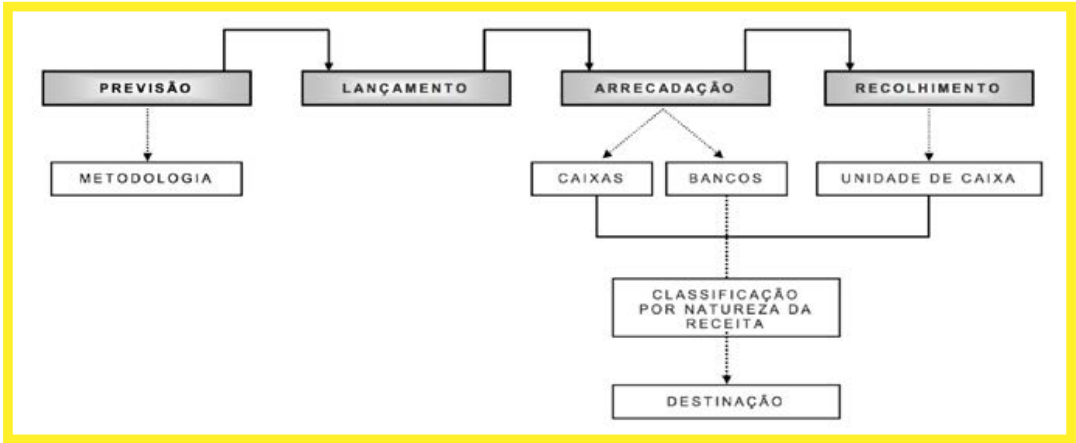 PREVISÃO
LANÇAMENTO
ARRECADAÇÃO
RECOLHIMENTO
METODOLOGIA
CAIXAS
BANCOS
UNIDADE DE CAIXA
CLASSIFICAÇÃO
POR NATUREZA DA
RECEITA
DESTINAÇÃO